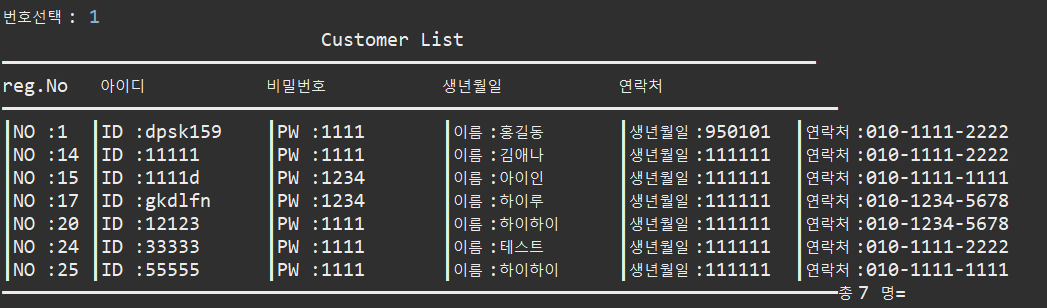 번호선택 : 1
Customer List
reg.No 아이디 비밀번호 생년월일 연락처
|NO :1 |ID :dpsk159 |PW :1111 |이름 :홍길동 |생년월일 :950101 |연락처 :010-1111-2222
|NO :14 |ID :11111 |PW :1111 |이름 :김애나 |생년월일 :111111 |연락처 :010-1111-2222
|NO :15 |ID :1111d |PW :1234 |이름 :아이인 |생년월일 :111111 |연락처 :010-1111-1111
|NO :17 |ID :gkdlfn |PW :1234 |이름 :하이루 |생년월일 :111111 |연락처 :010-1234-5678
|NO :20 |ID :12123 |PW :1111 |이름 :하이하이 |생년월일 :111111 |연락처 :010-1234-5678
|NO :24 |ID :33333 |PW :1111 |이름 :테스트 |생년월일 :111111 |연락처 :010-1111-2222
|NO :25 |ID :55555 |PW :1111 |이름 :하이하이 |생년월일 :111111 |연락처 :010-1111-1111
총 7 명=